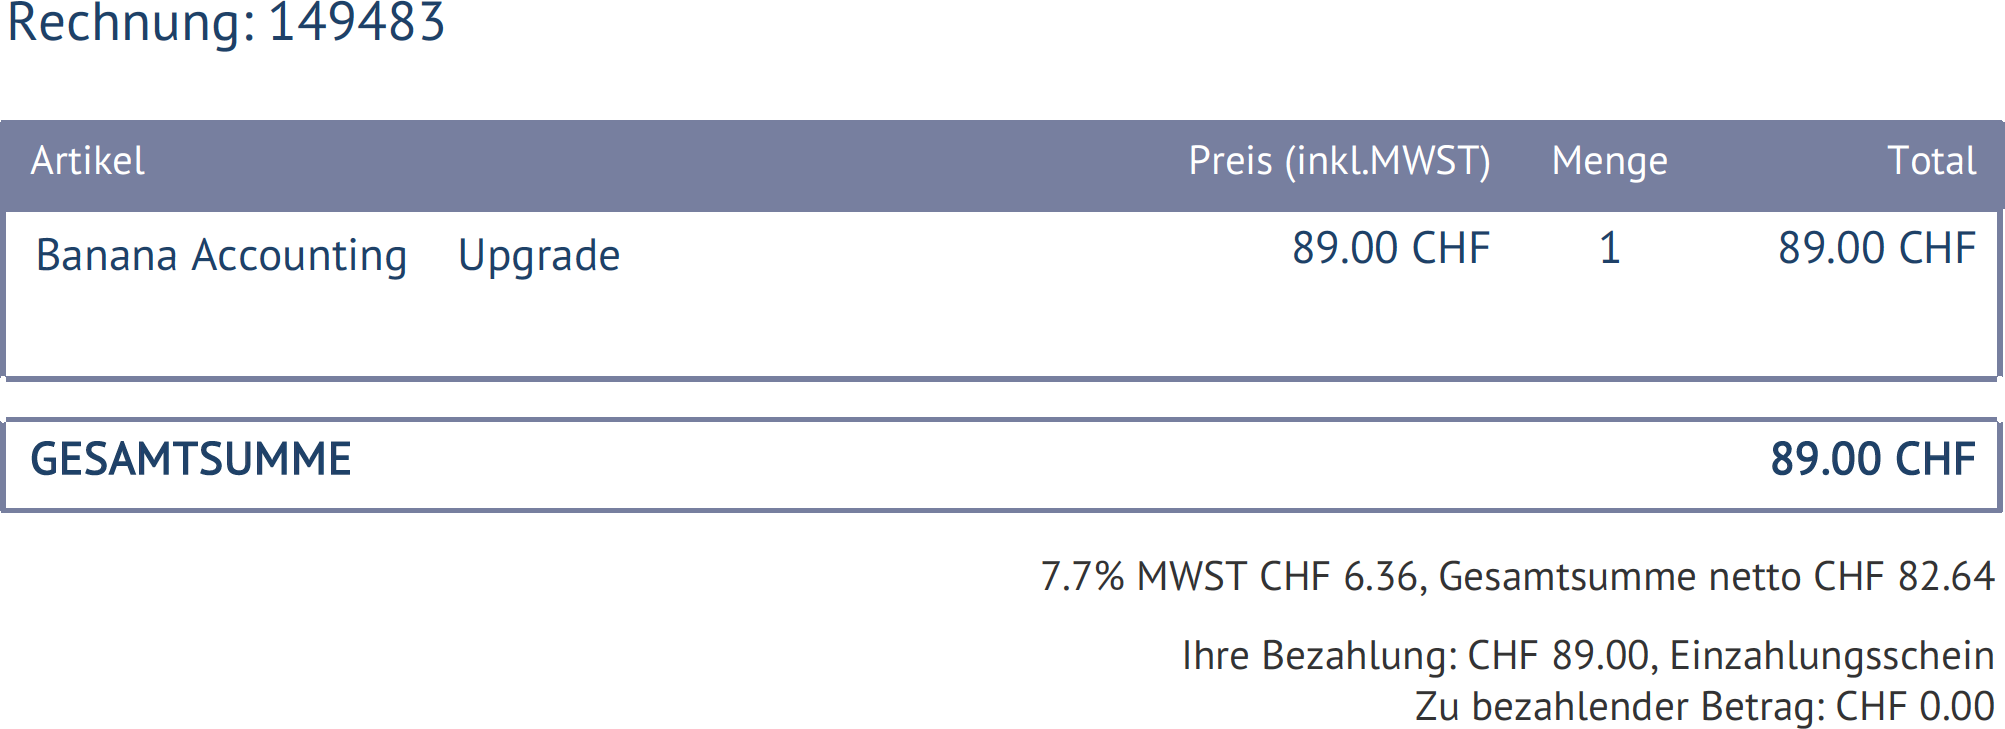 Rechnung: 149483
Artikel Preis (inkl.MWST) Menge Total
Banana Accounting Upgrade 89.00 CHF 1 89.00 CHF
GESAMTSUMME 89.00 CHF
7.7% MWST CHF 6.36, Gesamtsumme netto CHF 82.64
Ihre Bezahlung: CHF 89.00, Einzahlungsschein
Zu bezahlender Betrag: CHF 0.00